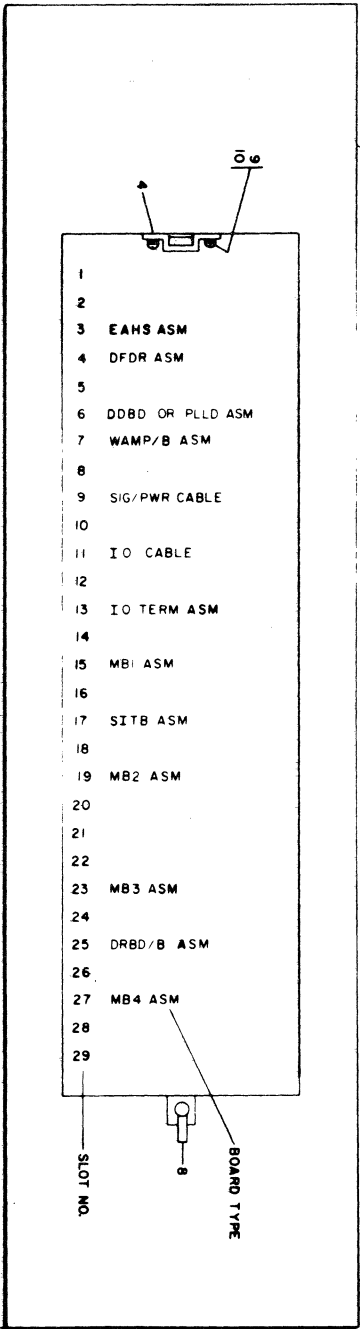 9
10
4
1
2
3 EAHS ASM
4 DFDR ASM
5
6 DDBD OR PLLD ASM
7 WAMP/B ASM
8
9 SIG/PWR CABLE
10
11 IO CABLE
12
13 IO TERM ASM
14
15 MB1 ASM
16
17 SITB ASM
18
19 MB2 ASM
20
21
22
23 MB3 ASM
24
25 DRBD/B ASM
26
27 MB4 ASM
28
29
8
SLOT NO.
BOARD TYPE